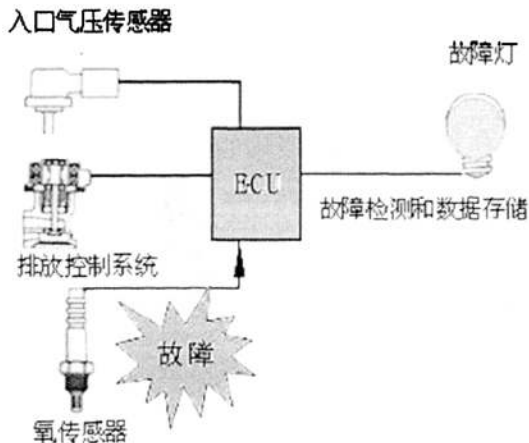 入口气压传感器
故障灯
ECU
故障检测和数据存储
排放控制系统
故障
氧传感器